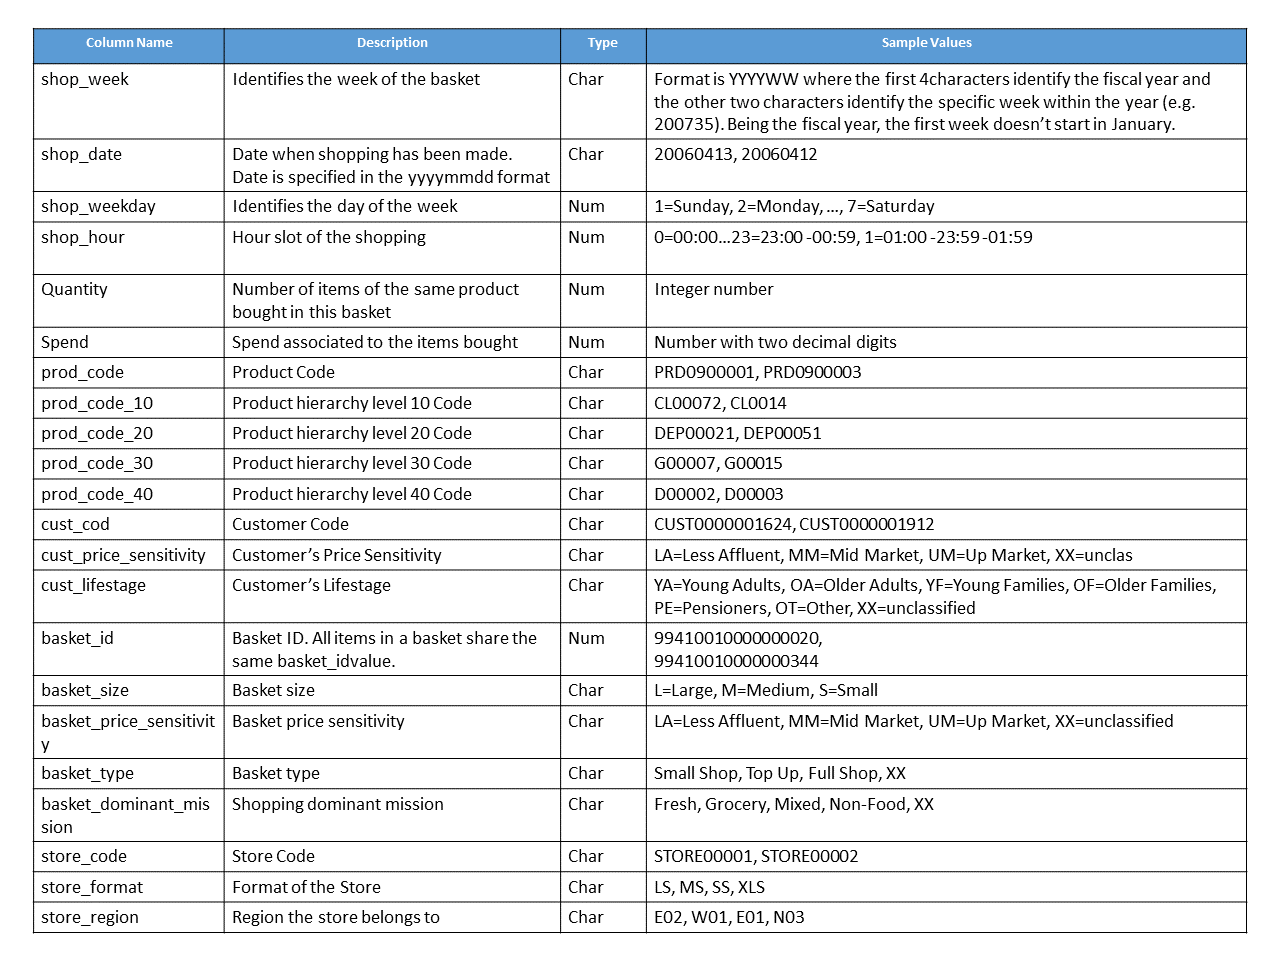 Column Name Description Type Sample Values
shop_week Identifies the week of the basket Char Format is YYYYWW where the first 4characters identify the fiscal year and
the other two characters identify the specific week within the year (e.g.
200735). Being the fiscal year, the first week doesn’t start in January.
shop_date Date when shopping has been made. Char 20060413, 20060412
Date is specified in the yyyymmdd format
shop_weekday Identifies the day of the week Num 1=Sunday, 2=Monday, …, 7=Saturday
shop_hour Hour slot of the shopping Num 0=00:00…23=23:00 -00:59, 1=01:00 -23:59 -01:59
Quantity Number of items of the same product Num Integer number
bought in this basket
Spend Spend associated to the items bought Num Number with two decimal digits
prod_code Product Code Char PRD0900001, PRD0900003
prod_code_10 Product hierarchy level 10 Code Char CL00072, CL0014
prod_code_20 Product hierarchy level 20 Code Char DEP00021, DEP00051
prod_code_30 Product hierarchy level 30 Code Char G00007, G00015
prod_code_40 Product hierarchy level 40 Code Char D00002, D00003
cust_cod Customer Code Char CUST0000001624, CUST0000001912
cust_price_sensitivity Customer’s Price Sensitivity Char LA=Less Affluent, MM=Mid Market, UM=Up Market, XX=unclas
cust_lifestage Customer’s Lifestage Char YA=Young Adults, OA=Older Adults, YF=Young Families, OF=Older Families,
PE=Pensioners, OT=Other, XX=unclassified
basket_id Basket ID. All items in a basket share the Num 99410010000000020,
same basket_idvalue. 99410010000000344
basket_size Basket size Char L=Large, M=Medium, S=Small
basket_price_sensitivit Basket price sensitivity Char LA=Less Affluent, MM=Mid Market, UM=Up Market, XX=unclassified
y
basket_type Basket type Char Small Shop, Top Up, Full Shop, XX
basket_dominant_mis Shopping dominant mission Char Fresh, Grocery, Mixed, Non-Food, XX
sion
store_code Store Code Char STORE00001, STORE00002
store_format Format of the Store Char LS, MS, SS, XLS
store_region Region the store belongs to Char E02, W01, E01, N03